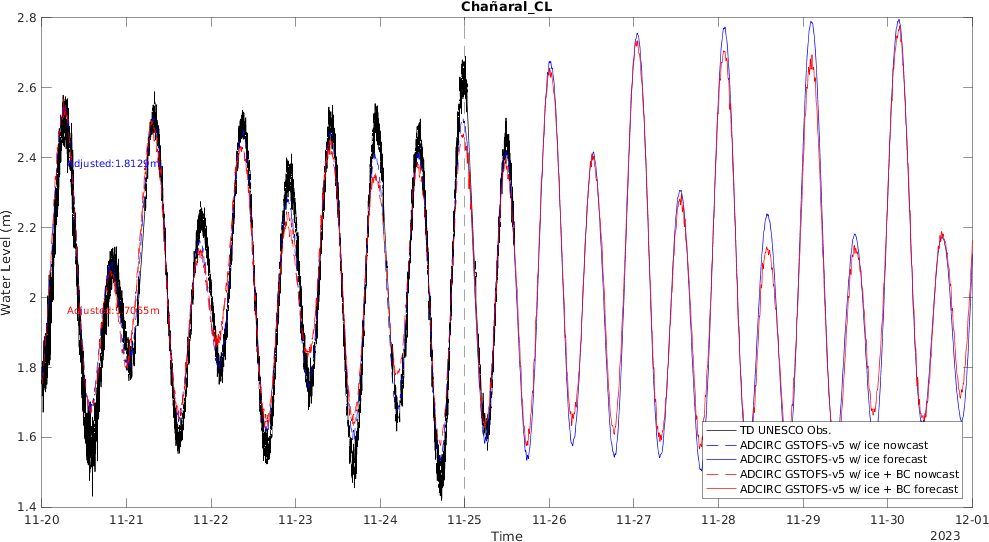 Chañaral_CL
Water Level (m)
2.8
2.6
2.4
2.2
2
1.8
1.6
1.4
Adjusted:1.8129m
Adjusted:1.7065m
TD UNESCO Obs.
ADCIRC GSTOFS-v5 w/ ice nowcast
ADCIRC GSTOFS-v5 w/ ice forecast
ADCIRC GSTOFS-v5 w/ ice + BC nowcast
ADCIRC GSTOFS-v5 w/ ice + BC forecast
11-20 11-21 11-22 11-23 11-24 11-25 11-26 11-27 11-28 11-29 11-30 12-01
Time
2023